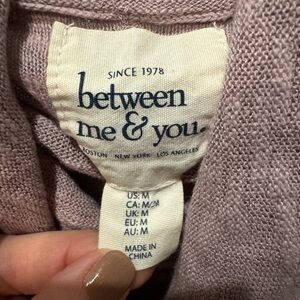 SINCE 1978
between
me & you.
BOSTON NEW YORK LOS ANGELES
US: M
CA: M/M
UK: M
EU: M
AU: M
MADE IN
CHINA